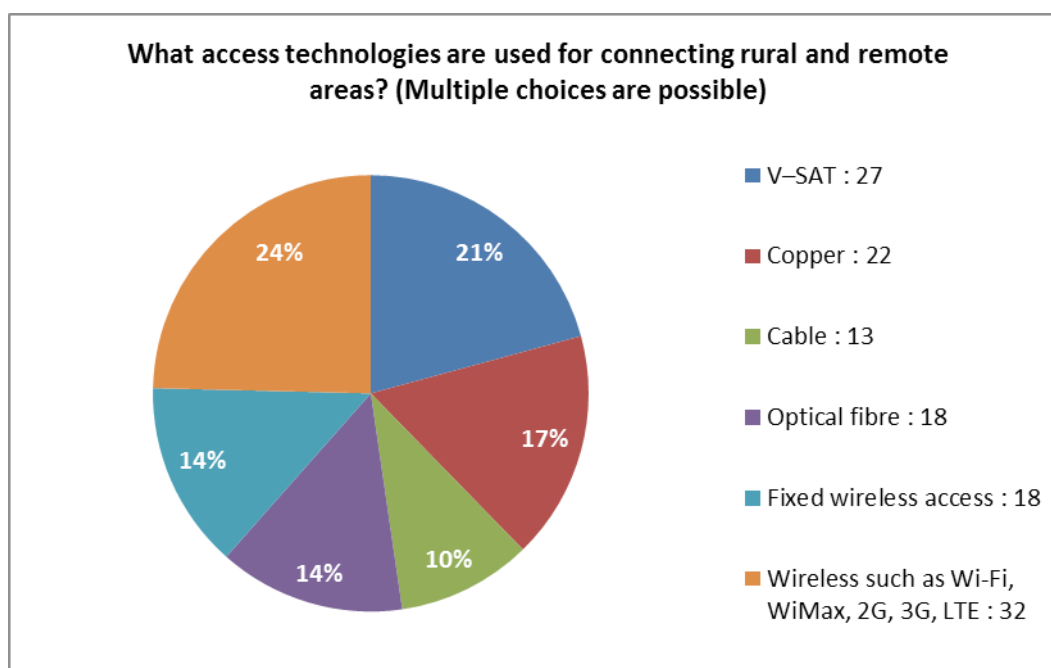 What access technologies are used for connecting rural and remote
areas? (Multiple choices are possible)
24%
21%
17%
14%
14%
10%
V–SAT : 27
Copper : 22
Cable : 13
Optical fibre : 18
Fixed wireless access : 18
Wireless such as Wi-Fi,
WiMax, 2G, 3G, LTE : 32